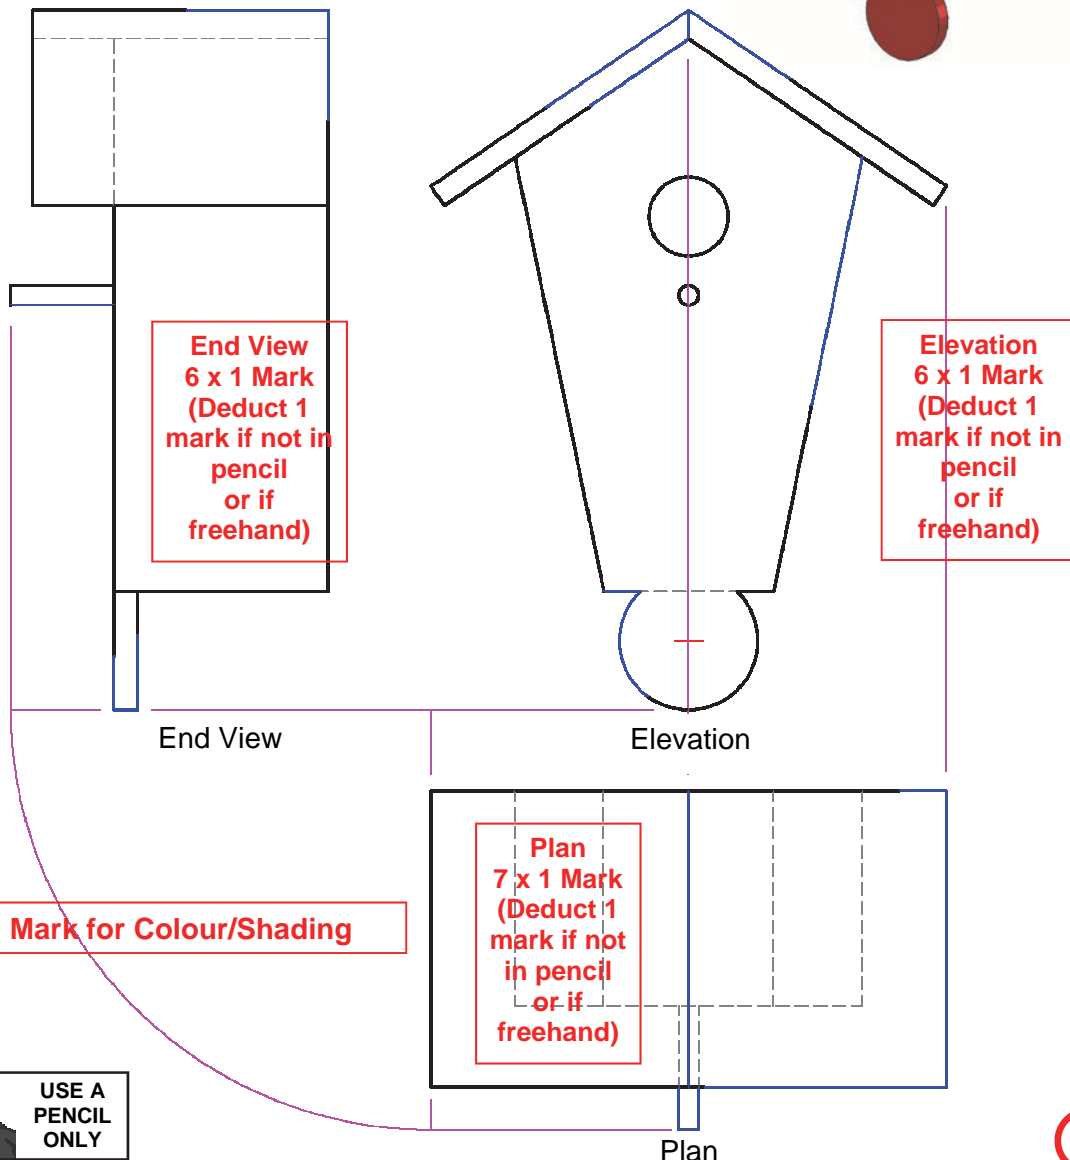 End View
6 x 1 Mark
(Deduct 1
mark if not in
pencil
or if
freehand)
Elevation
6 x 1 Mark
(Deduct 1
mark if not in
pencil
or if
freehand)
End View
Elevation
Plan
7 x 1 Mark
(Deduct 1
mark if not
in pencil
or if
freehand)
Mark for Colour/Shading
USE A
PENCIL
ONLY
Plan